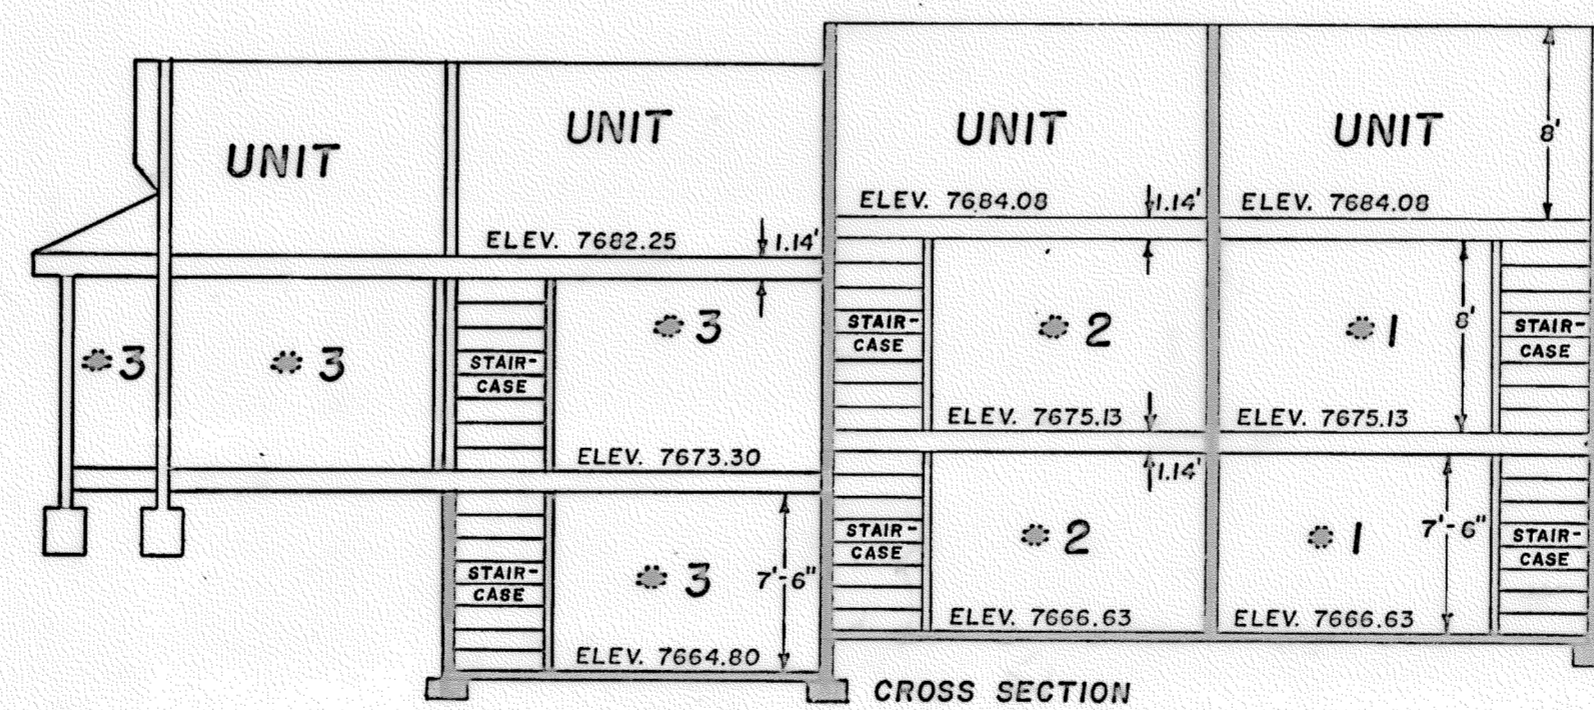 UNIT
UNIT
UNIT
UNIT
8'
ELEV. 7682.25
1.14'
ELEV. 7684.08
1.14'
ELEV. 7684.08
3
3
STAIR-
CASE
3
STAIR-
CASE
2
1
8'
STAIR-
CASE
ELEV. 7673.30
ELEV. 7675.13
ELEV. 7675.13
1.14'
STAIR-
CASE
3
7'-6"
STAIR-
CASE
2
1
7'-6"
STAIR-
CASE
ELEV. 7664.80
ELEV. 7666.63
ELEV. 7666.63
CROSS SECTION